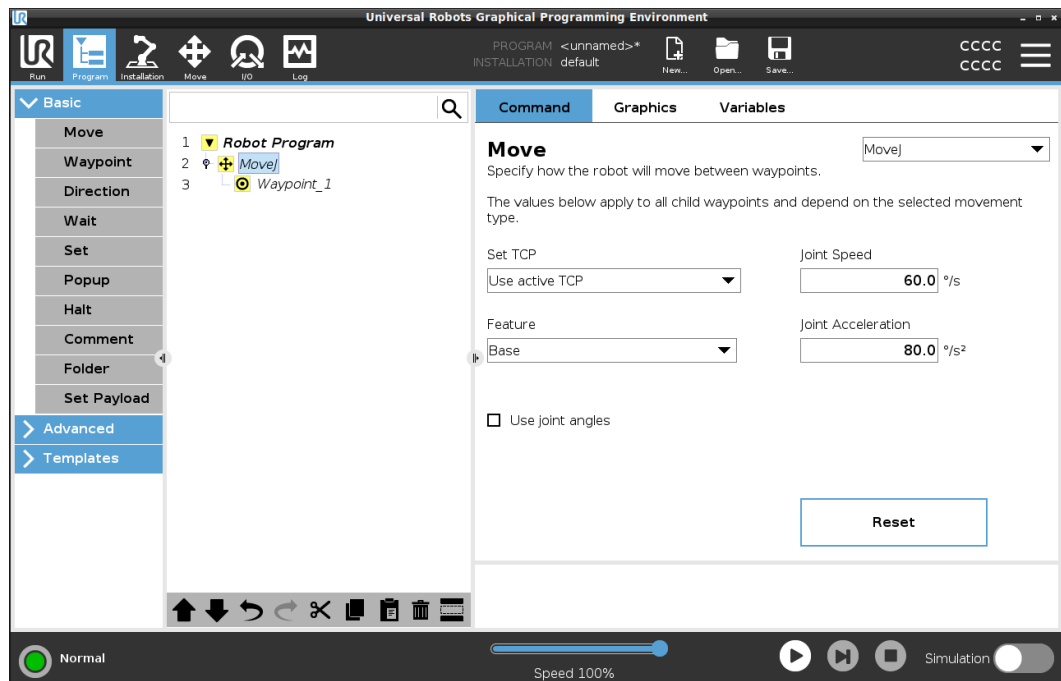 Universal Robots Graphical Programming Environment
UR
Run
Program
Installation
Move
I/O
Log
PROGRAM <unnamed>*
INSTALLATION default
New...
Open...
Save...
CCCC
CCCC
Basic
Move
Waypoint
Direction
Wait
Set
Popup
Halt
Comment
Folder
Set Payload
Advanced
Templates
1 Robot Program
2 MoveJ
3 Waypoint_1
Command Graphics Variables
Move
MoveJ
Specify how the robot will move between waypoints.
The values below apply to all child waypoints and depend on the selected movement
type.
Set TCP
Joint Speed
Use active TCP
60.0 °/s
Feature
Joint Acceleration
Base
80.0 °/s²
Use joint angles
Reset
Normal
Speed 100%
Simulation